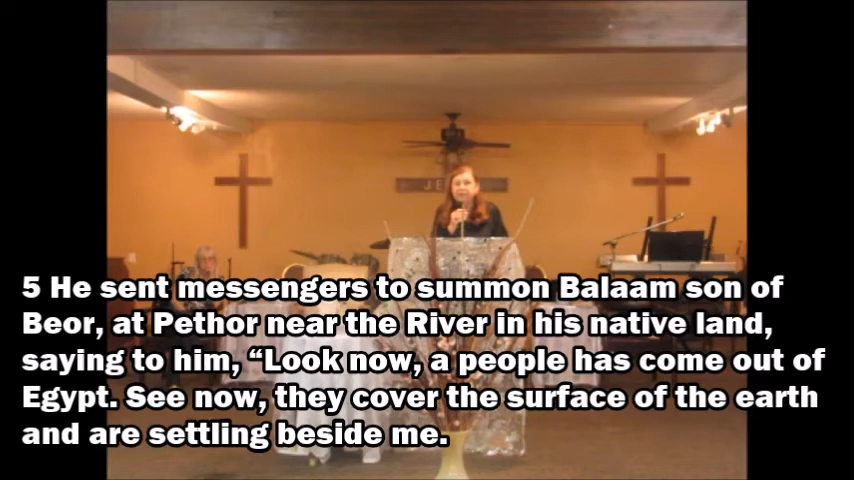 5 He sent messengers to summon Balaam son of
Beor, at Pethor near the River in his native land,
saying to him, “Look now, a people has come out of
Egypt. See now, they cover the surface of the earth
and are settling beside me.